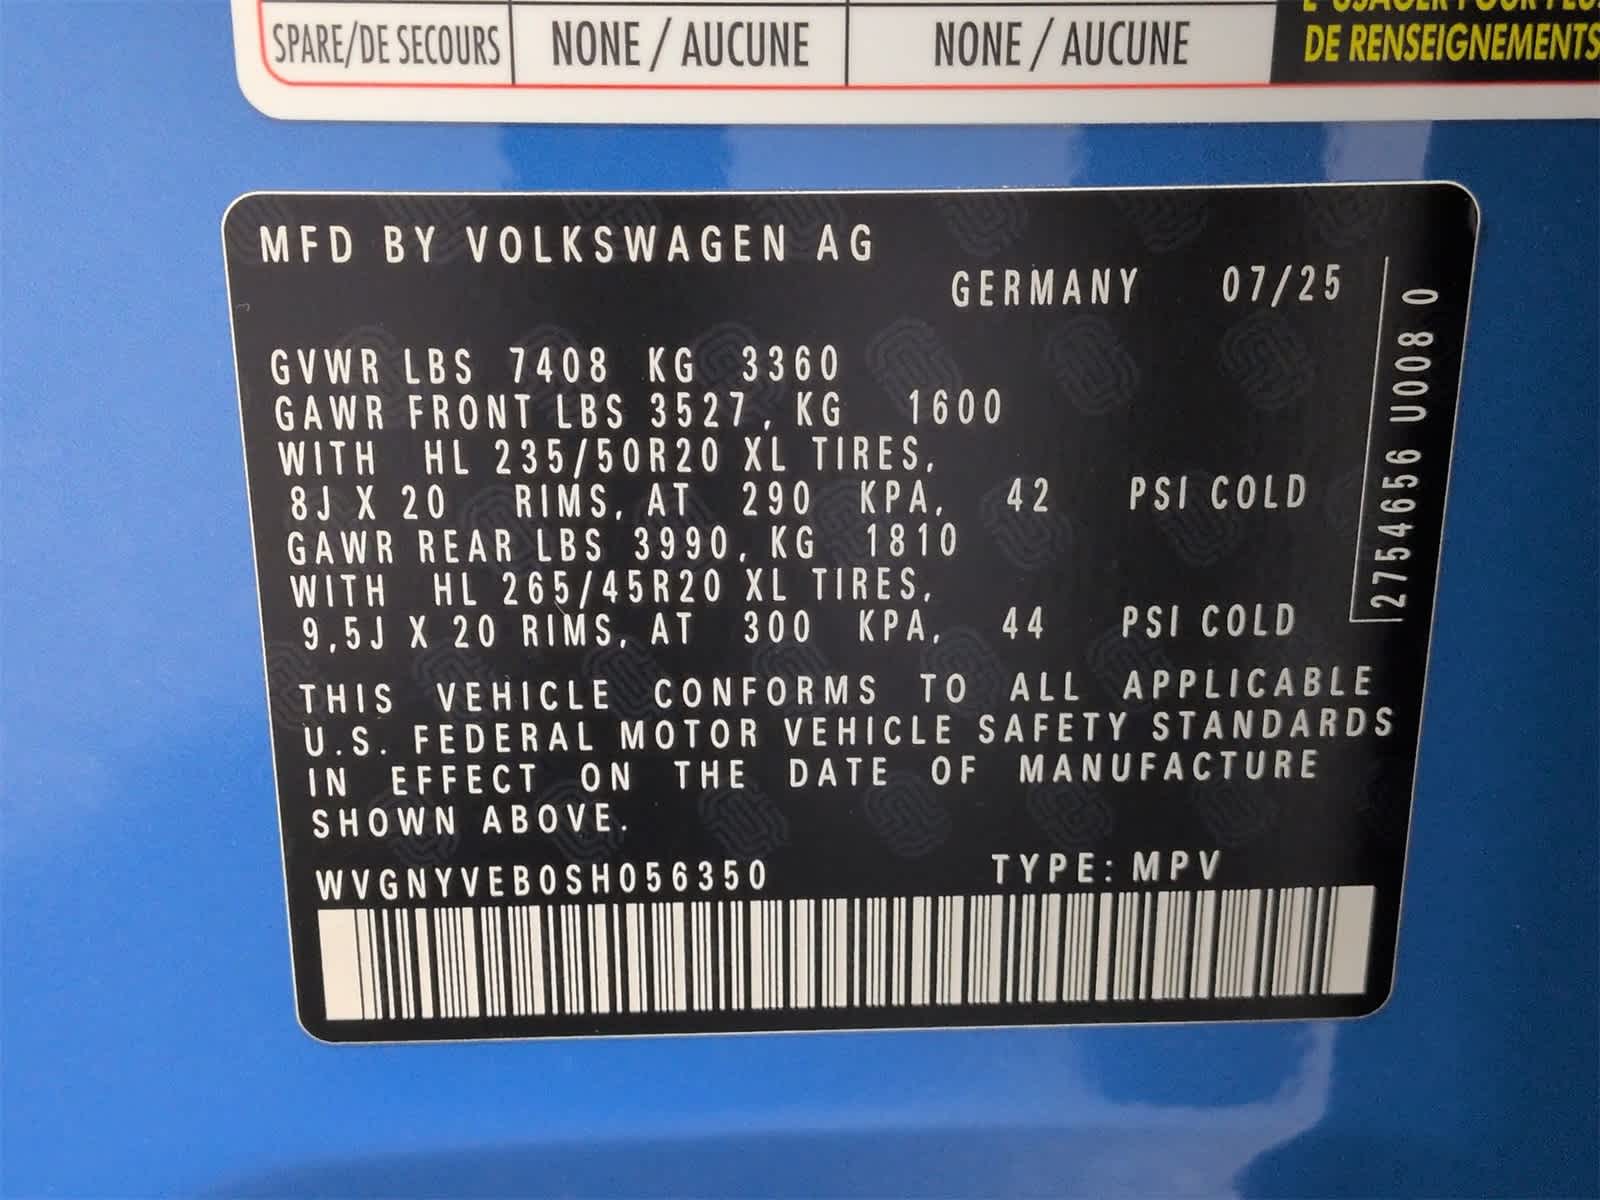 L'USAGER POUR PLUS
DE RENSEIGNEMENTS
SPARE/DE SECOURS NONE / AUCUNE NONE / AUCUNE
MFD BY VOLKSWAGEN AG
GERMANY 07/25
GVWR LBS 7408 KG 3360
GAWR FRONT LBS 3527, KG 1600
WITH HL 235/50R20 XL TIRES,
8J X 20 RIMS, AT 290 KPA, 42 PSI COLD
GAWR REAR LBS 3990, KG 1810
WITH HL 265/45R20 XL TIRES,
9,5J X 20 RIMS, AT 300 KPA, 44 PSI COLD
THIS VEHICLE CONFORMS TO ALL APPLICABLE
U.S. FEDERAL MOTOR VEHICLE SAFETY STANDARDS
IN EFFECT ON THE DATE OF MANUFACTURE
SHOWN ABOVE.
WVGNYVEB0SH056350 TYPE: MPV
2754656 U008 0